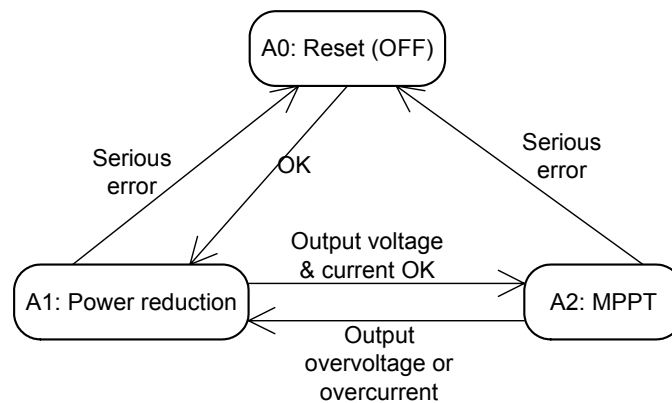 A0: Reset (OFF)
Serious
error
OK
Serious
error
Output voltage
& current OK
A1: Power reduction
A2: MPPT
Output
overvoltage or
overcurrent